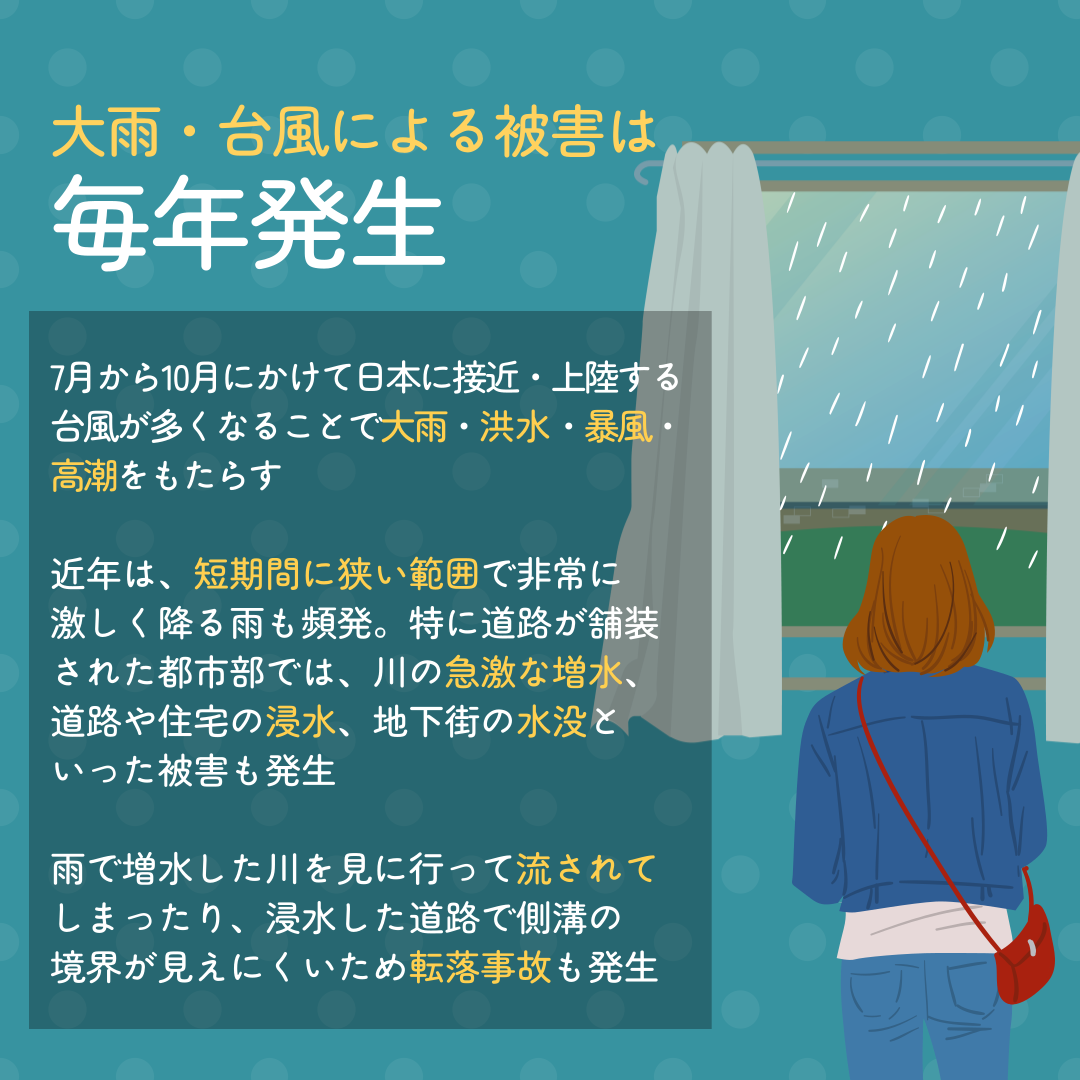 大雨・台風による被害は
毎年発生
7月から10月にかけて日本に接近・上陸する
台風が多くなることで大雨・洪水・暴風・
高潮をもたらす
近年は、短期間に狭い範囲で非常に
激しく降る雨も頻発。特に道路が舗装
された都市部では、川の急激な増水、
道路や住宅の浸水、地下街の水没と
いった被害も発生
雨で増水した川を見に行って流されて
しまったり、浸水した道路で側溝の
境界が見えにくいため転落事故も発生